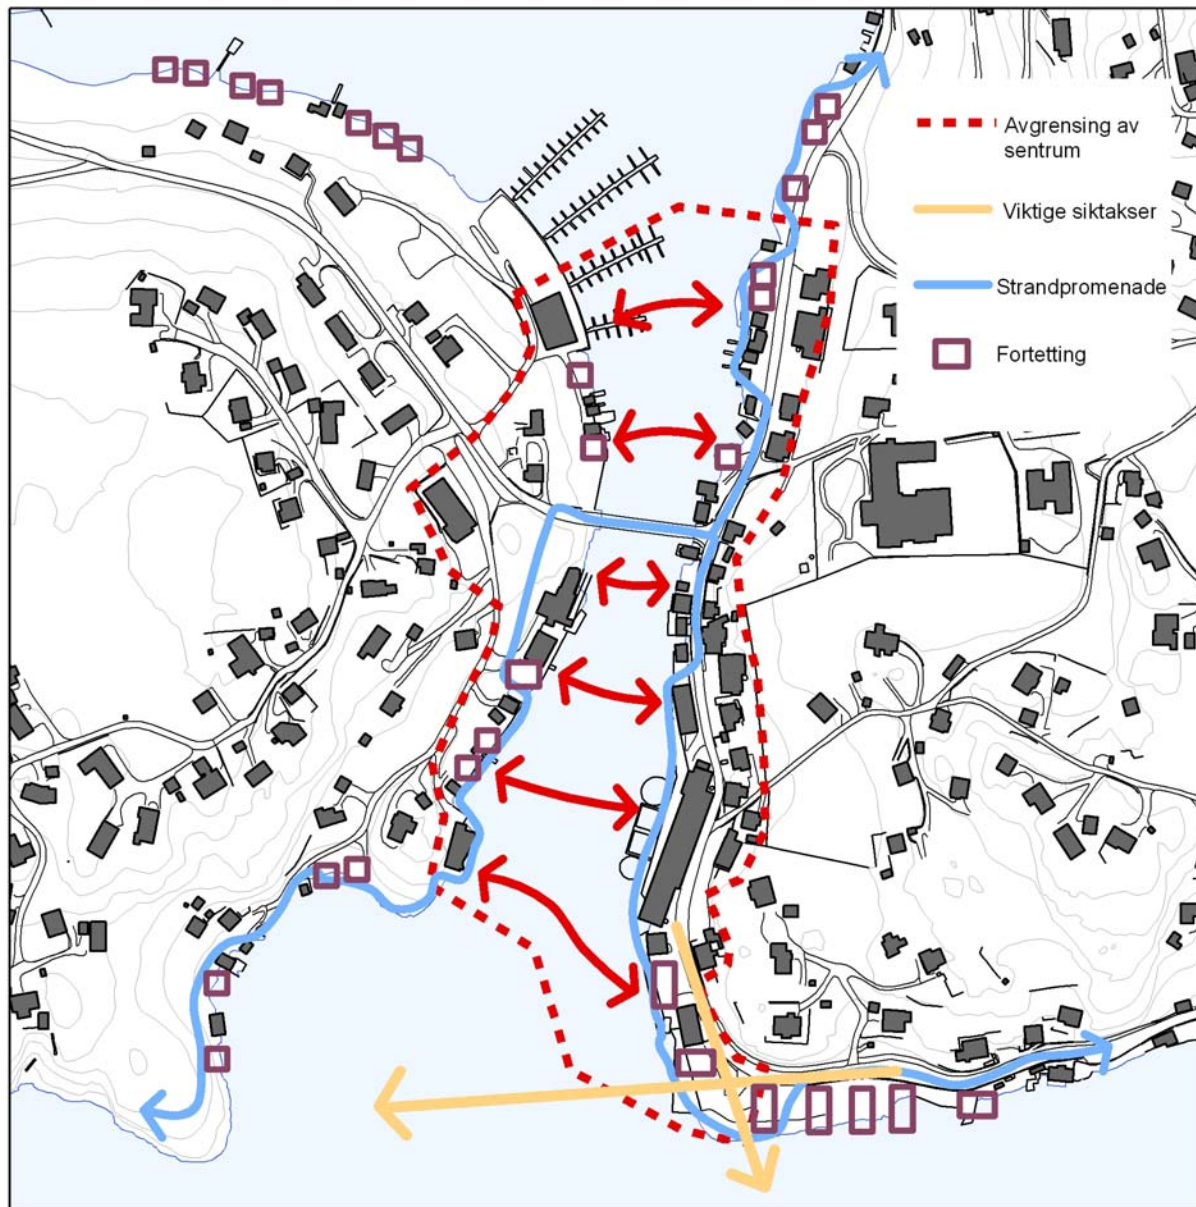 Avgrensing av
sentrum
Viktige siktakser
Strandpromenade
Fortetting